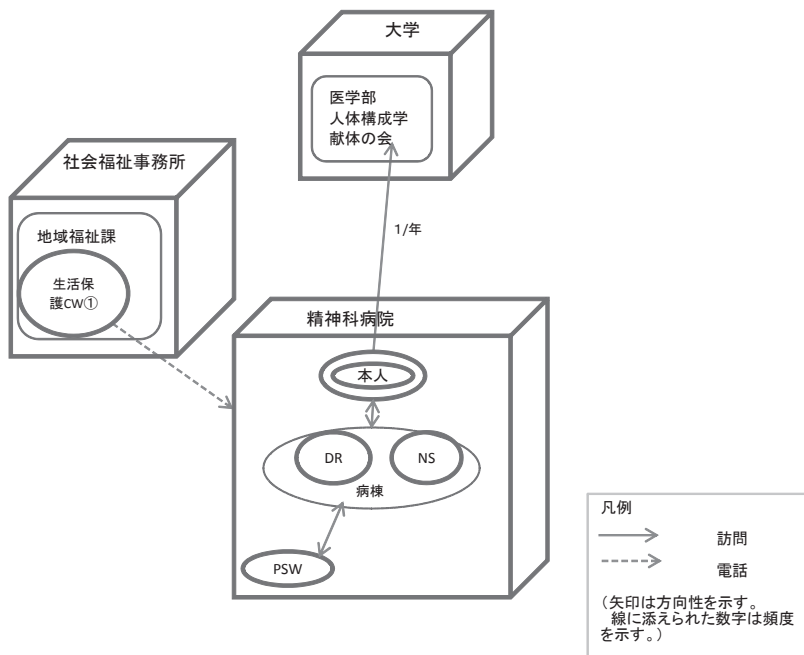 大学
医学部
人体構成学
献体の会
社会福祉事務所
地域福祉課
生活保
護CW①
1/年
精神科病院
本人
DR
NS
病棟
PSW
凡例
訪問
電話
(矢印は方向性を示す。
線に添えられた数字は頻度
を示す。)